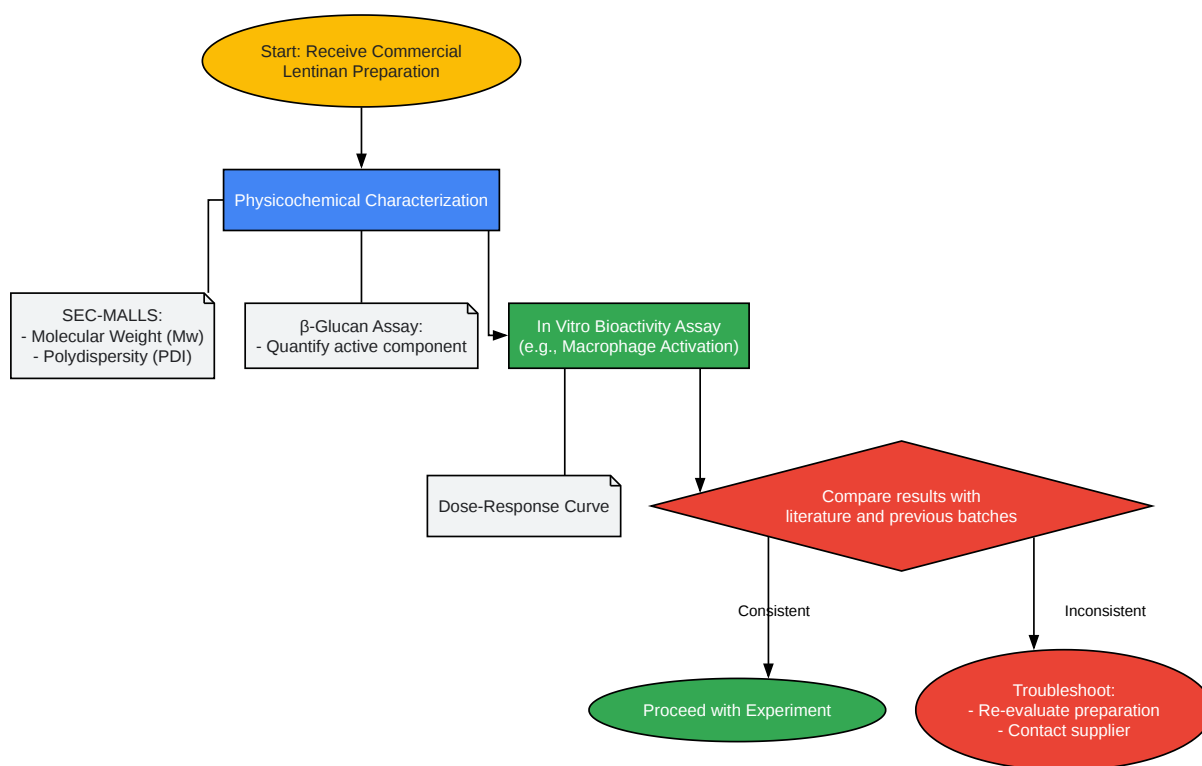 Start: Receive Commercial
Lentinan Preparation
Physicochemical Characterization
SEC-MALLS:
- Molecular Weight (Mw)
- Polydispersity (PDI)
β-Glucan Assay:
- Quantify active component
In Vitro Bioactivity Assay
(e.g., Macrophage Activation)
Dose-Response Curve
Compare results with
literature and previous batches
Consistent
Inconsistent
Proceed with Experiment
Troubleshoot:
- Re-evaluate preparation
- Contact supplier